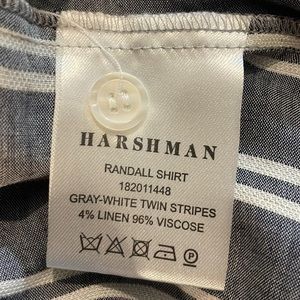 HARSHMAN
RANDALL SHIRT
182011448
GRAY-WHITE TWIN STRIPES
4% LINEN 96% VISCOSE
P